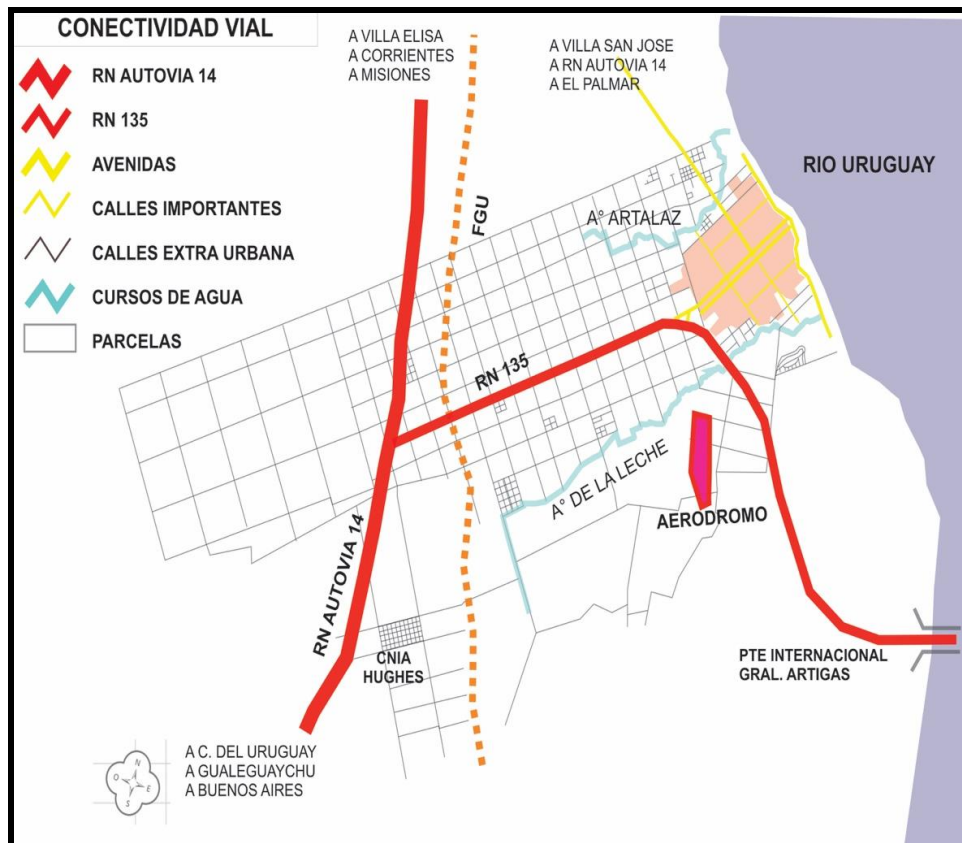 CONECTIVIDAD VIAL
RN AUTOVIA 14
RN 135
AVENIDAS
CALLES IMPORTANTES
CALLES EXTRA URBANA
CURSOS DE AGUA
PARCELAS
A VILLA ELISA
A CORRIENTES
A MISIONES
A VILLA SAN JOSE
A RN AUTOVIA 14
A EL PALMAR
RIO URUGUAY
FGU
A° ARTALAZ
RN 135
A° DE LA LECHE
AERODROMO
RN AUTOVIA 14
CNIA
HUGHES
PTE INTERNACIONAL
GRAL. ARTIGAS
A C. DEL URUGUAY
A GUALEGUAYCHU
A BUENOS AIRES
N
O
E
S